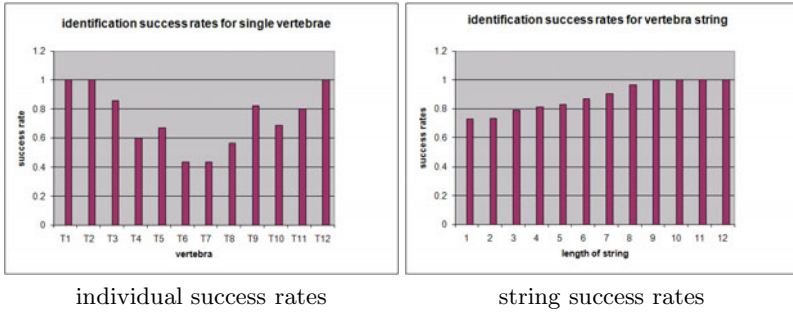 identification success rates for single vertebrae
1.2
1
0.8
0.6
0.4
0.2
0
success rate
T1 T2 T3 T4 T5 T6 T7 T8 T9 T10 T11 T12
vertebra
individual success rates
identification success rates for vertebra string
1.2
1
0.8
0.6
0.4
0.2
0
success rates
1 2 3 4 5 6 7 8 9 10 11 12
length of string
string success rates